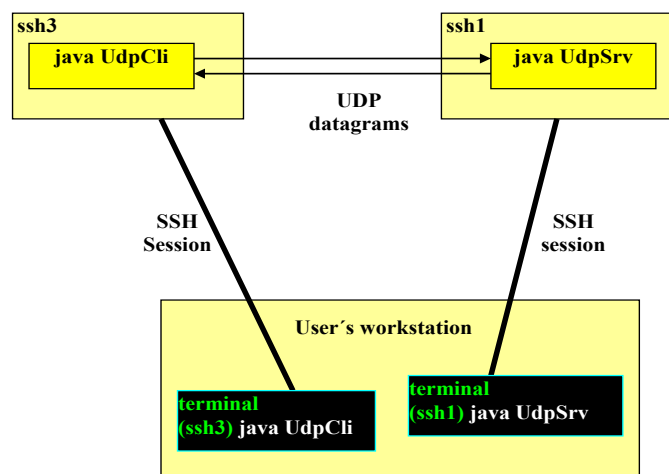 ssh3
java UdpCli
ssh1
java UdpSrv
UDP
datagrams
SSH
Session
SSH
session
User´s workstation
terminal
(ssh3) java UdpCli
terminal
(ssh1) java UdpSrv